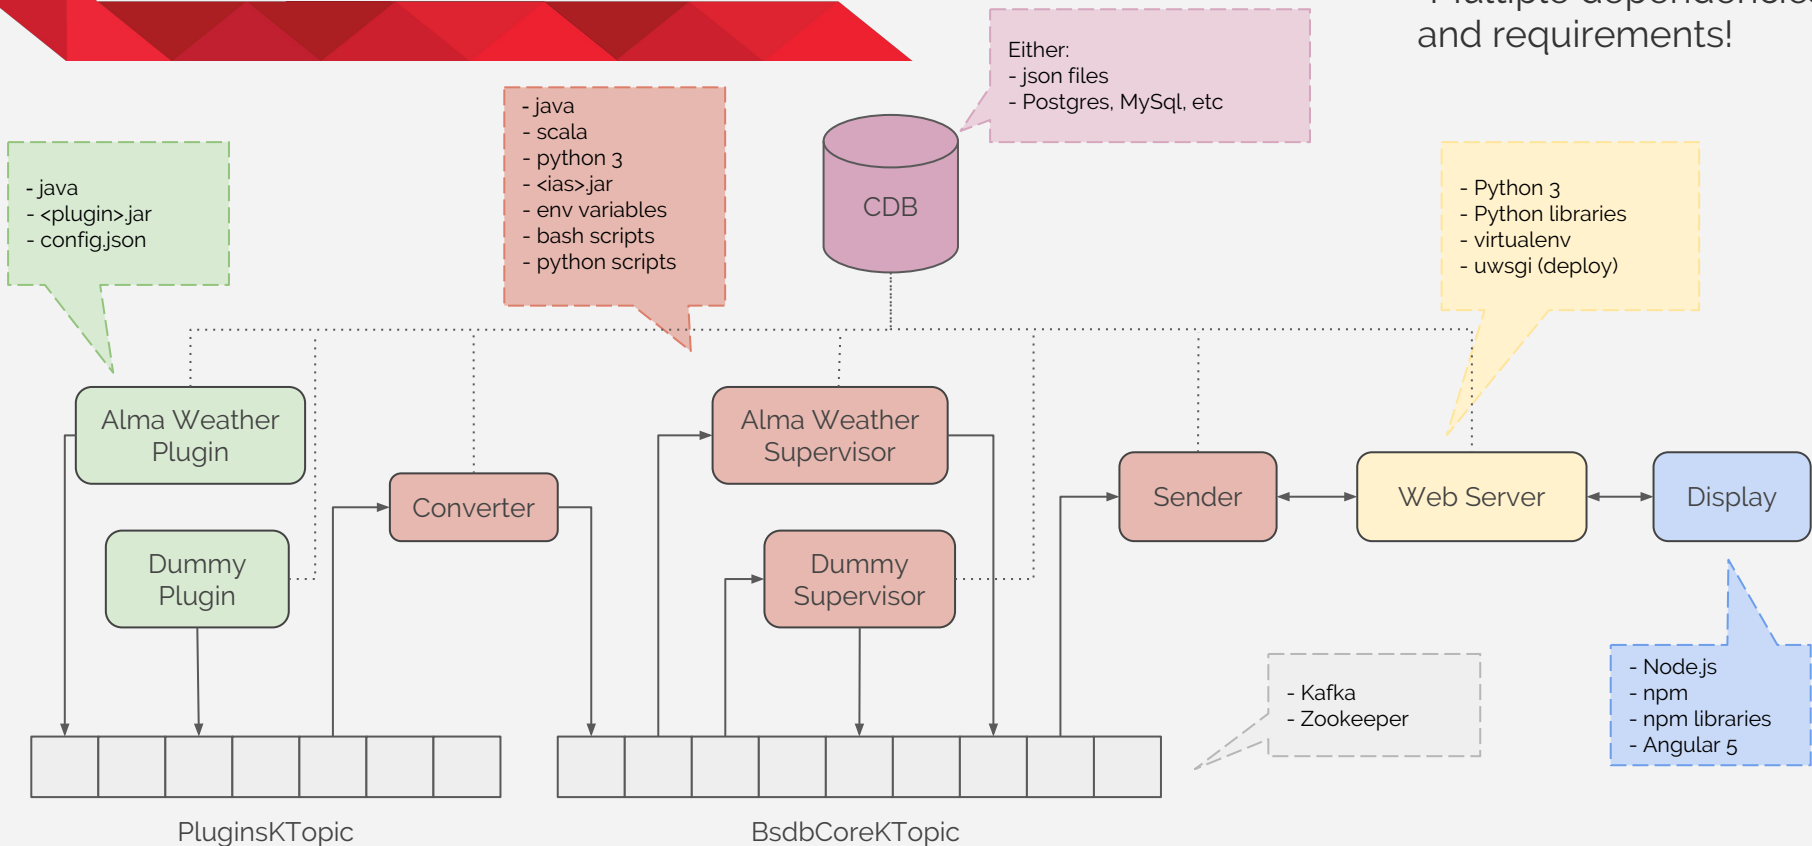 Multiple dependencies
and requirements!
Either:
- json files
- Postgres, MySql, etc
- java
- scala
- python 3
- <ias>.jar
- env variables
- bash scripts
- python scripts
- java
- <plugin>.jar
- config.json
CDB
- Python 3
- Python libraries
- virtualenv
- uwsgi (deploy)
Alma Weather
Plugin
Alma Weather
Supervisor
Converter
Sender
Web Server
Display
Dummy
Plugin
Dummy
Supervisor
- Kafka
- Zookeeper
- Node.js
- npm
- npm libraries
- Angular 5
PluginsKTopic
BsdbCoreKTopic